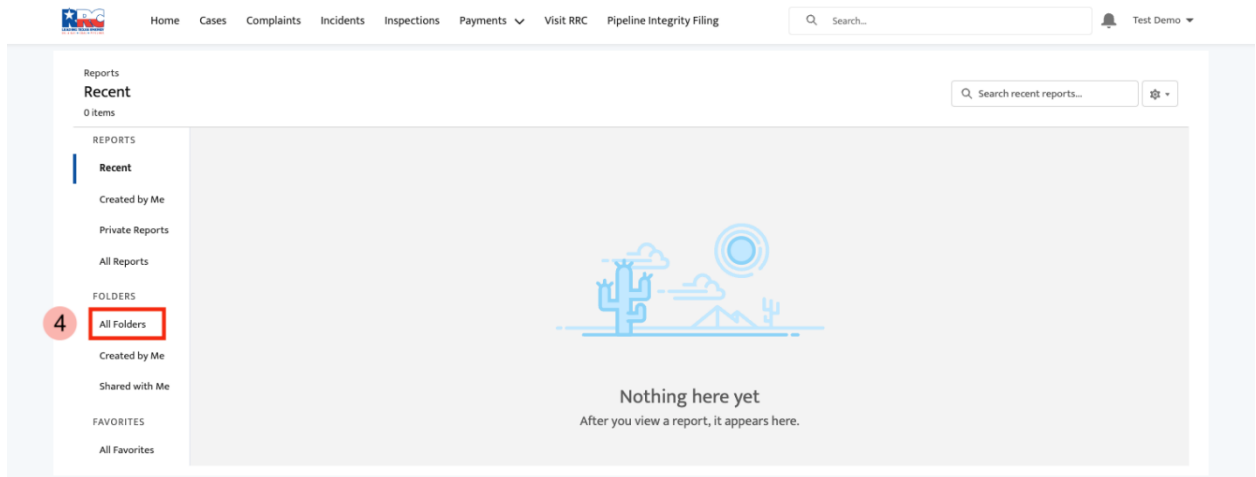 RRC
Home Cases Complaints Incidents Inspections Payments Visit RRC Pipeline Integrity Filing Search... Test Demo
Reports
Recent
0 items
Search recent reports...
REPORTS
Recent
Created by Me
Private Reports
All Reports
FOLDERS
4 All Folders
Created by Me
Shared with Me
FAVORITES
All Favorites
Nothing here yet
After you view a report, it appears here.